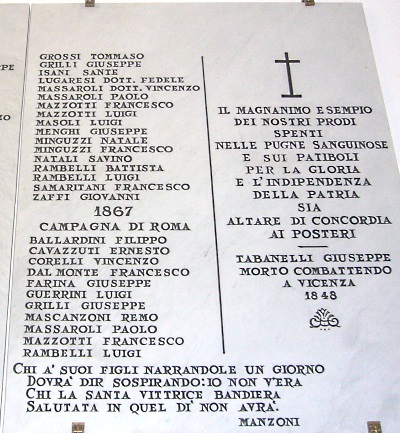 GROSSI TOMMASO
GRILLI GIUSEPPE
ISANI SANTE
LUGARESI DOTT. FEDELE
MASSAROLI DOTT. VINCENZO
MASSAROLI PAOLO
MAZZOTTI FRANCESCO
MAZZOTTI LUIGI
MASOLI LUIGI
MENGHI GIUSEPPE
MINGUZZI NATALE
MINGUZZI FRANCESCO
NATALI SAVINO
RAMBELLI BATTISTA
RAMBELLI LUIGI
SAMARITANI FRANCESCO
ZAFFI GIOVANNI
1867
CAMPAGNA DI ROMA
BALLARDINI FILIPPO
CAVAZZUTI ERNESTO
CORELLI VINCENZO
DAL MONTE FRANCESCO
FARINA GIUSEPPE
GUERRINI LUIGI
GRILLI GIUSEPPE
MASCANZONI REMO
MASSAROLI PAOLO
MAZZOTTI FRANCESCO
RAMBELLI LUIGI
IL MAGNANIMO ESEMPIO
DEI NOSTRI PRODI
SPENTI
NELLE PUGNE SANGUINOSE
E SUI PATIBOLI
PER LA GLORIA
E L'INDIPENDENZA
DELLA PATRIA
SIA
ALTARE DI CONCORDIA
AI POSTERI
TABANELLI GIUSEPPE
MORTO COMBATTENDO
A VICENZA
1848
CHI A' SUOI FIGLI NARRANDOLE UN GIORNO
DOVRA' DIR SOSPIRANDO: IO NON V'ERA
CHI LA SANTA VITTRICE BANDIERA
SALUTATA IN QUEL DI' NON AVRA'.
MANZONI